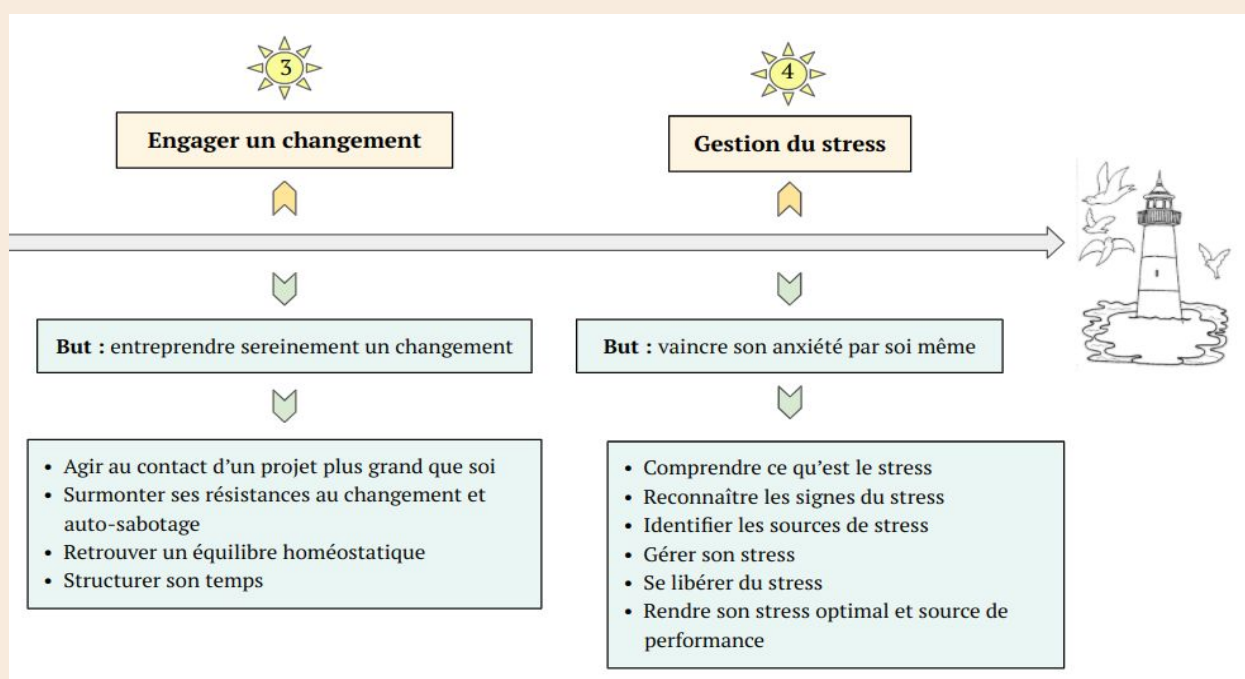 3
Engager un changement
But : entreprendre sereinement un changement
• Agir au contact d'un projet plus grand que soi
• Surmonter ses résistances au changement et
auto-sabotage
• Retrouver un équilibre homéostatique
• Structurer son temps
4
Gestion du stress
But : vaincre son anxiété par soi même
• Comprendre ce qu'est le stress
• Reconnaître les signes du stress
• Identifier les sources de stress
• Gérer son stress
• Se libérer du stress
• Rendre son stress optimal et source de
performance